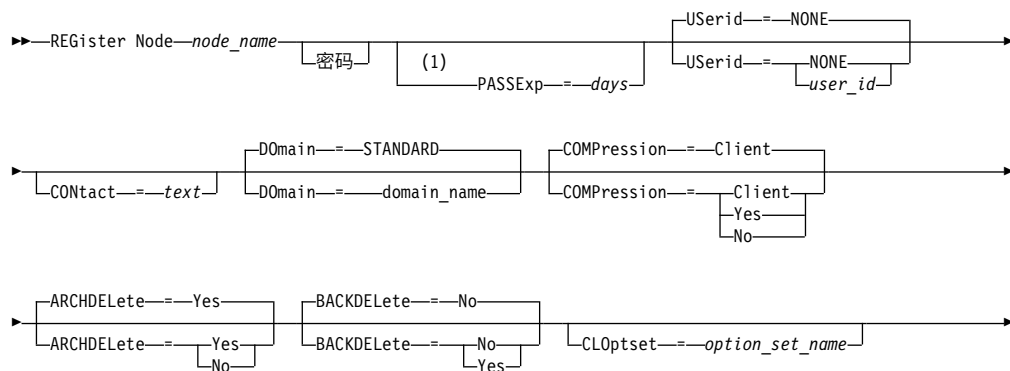 USerid = NONE
REGister Node node_name 密码 (1) PASSExp = days USerid = NONE
user_id
DOmain = STANDARD COMPression = Client
CONtact = text DOmain = domain_name COMPression = Client
Yes
No
ARCHDELete = Yes BACKDELete = No
ARCHDELete = Yes BACKDELete = No CLOptset = option_set_name
No Yes